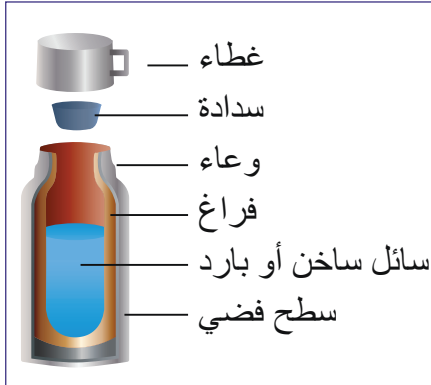 غطاء
سدادة
وعاء
فراغ
سائل ساخن أو بارد
سطح فضي